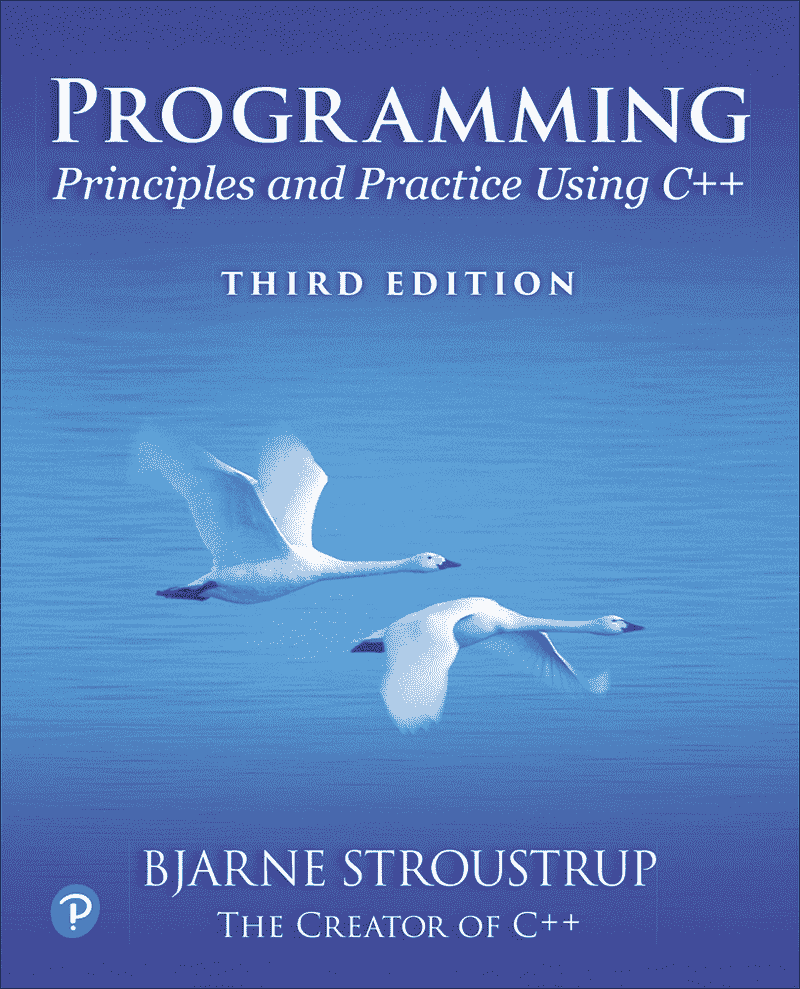 PROGRAMMING
Principles and Practice Using C++
THIRD EDITION
BJARNE STROUSTRUP
THE CREATOR OF C++
P